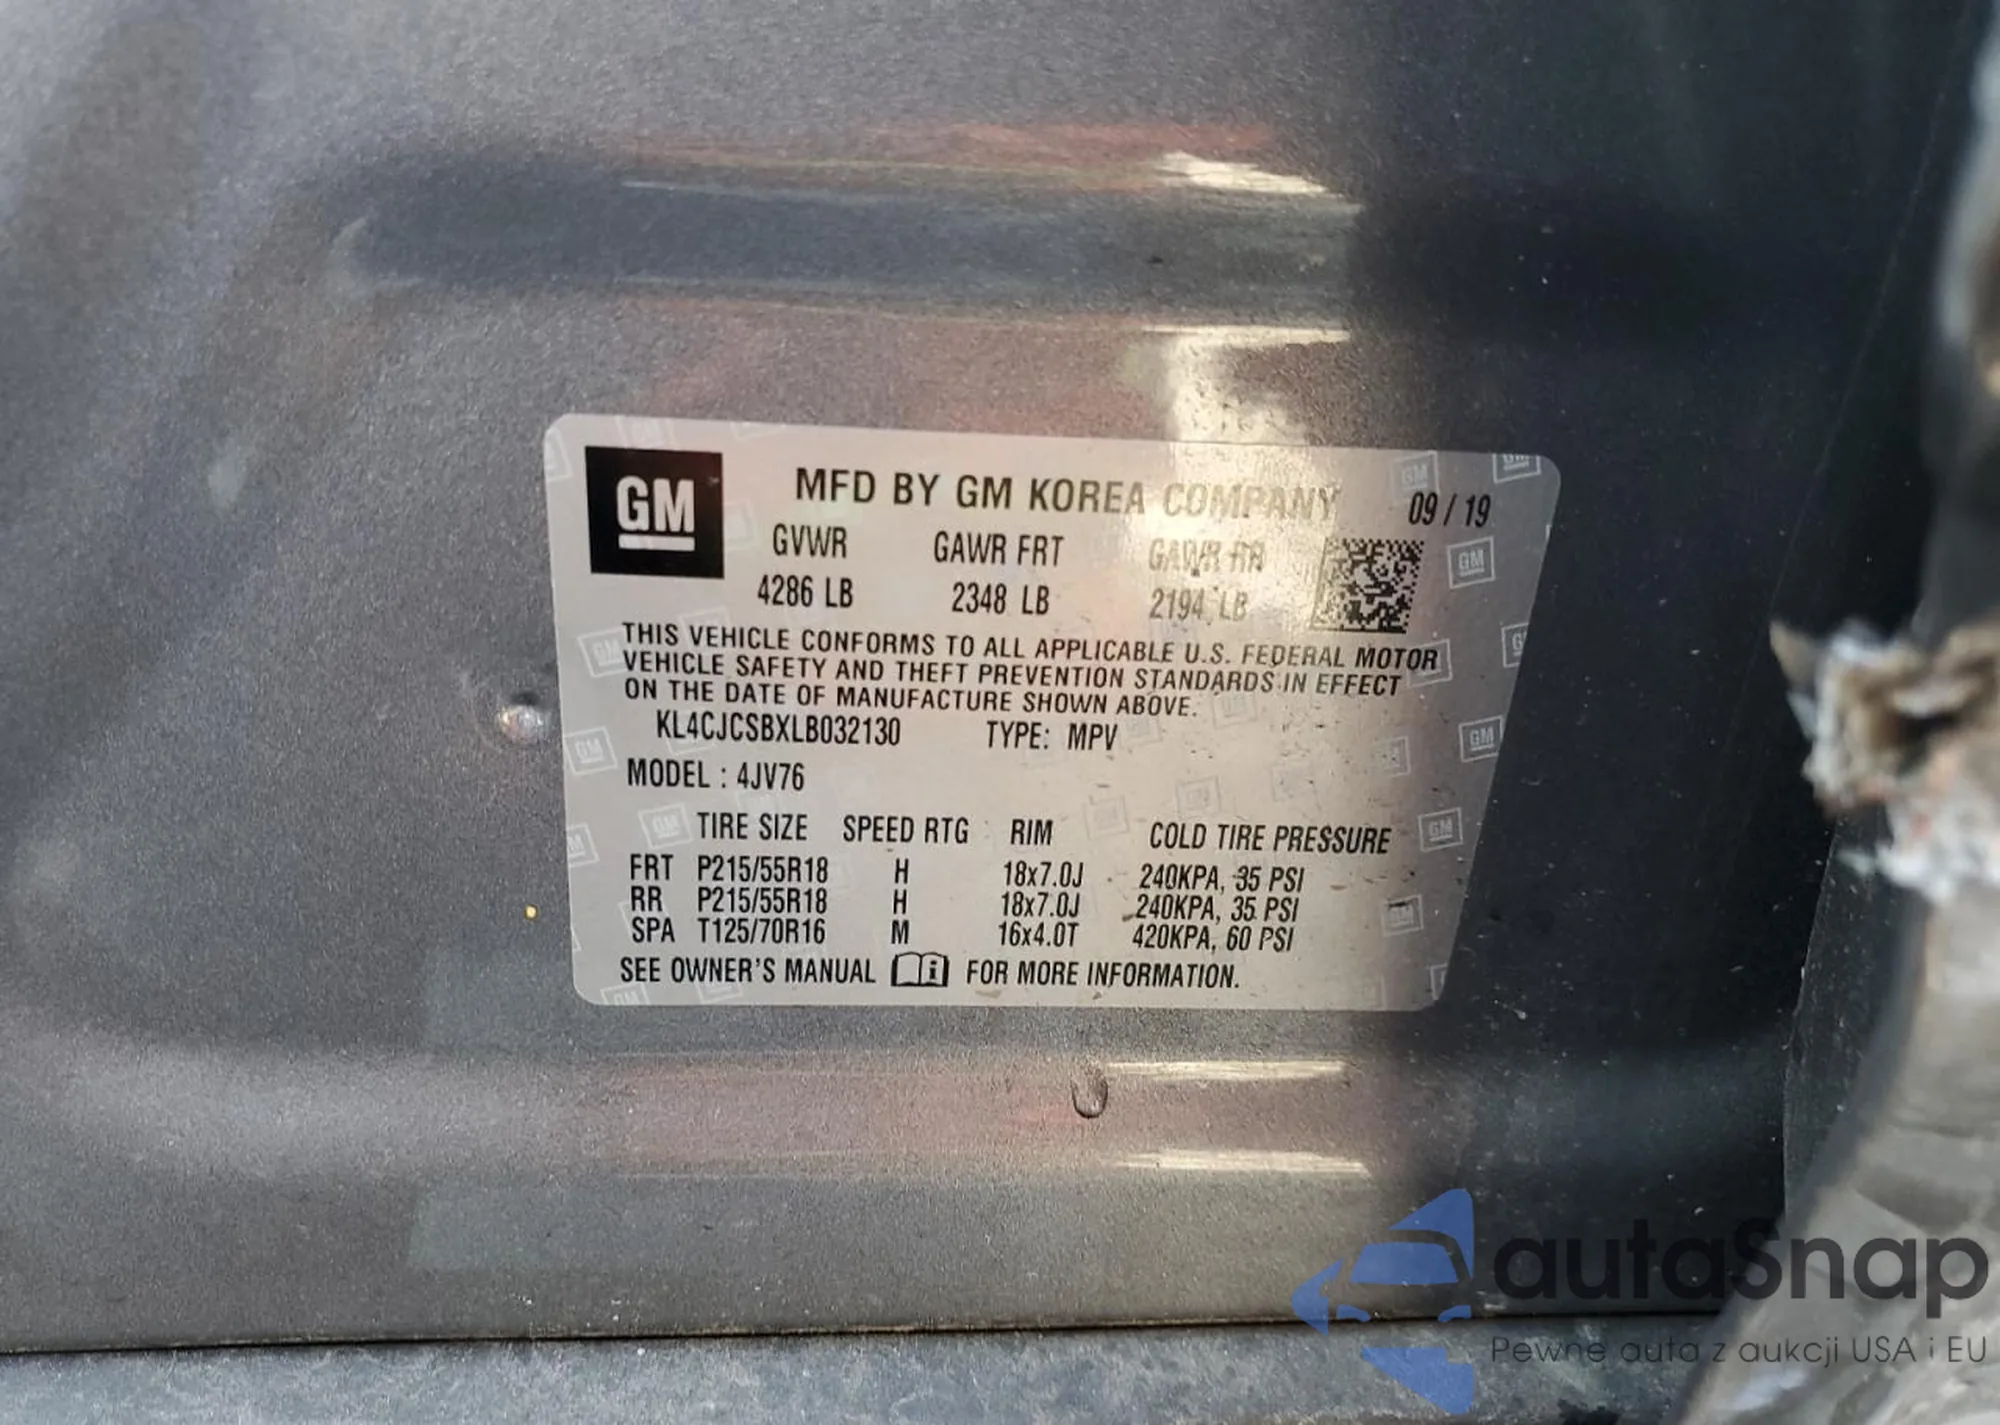 GM
MFD BY GM KOREA COMPANY 09 / 19
GVWR GAWR FRT GAWR RR
4286 LB 2348 LB 2194 LB
THIS VEHICLE CONFORMS TO ALL APPLICABLE U.S. FEDERAL MOTOR
VEHICLE SAFETY AND THEFT PREVENTION STANDARDS IN EFFECT
ON THE DATE OF MANUFACTURE SHOWN ABOVE.
KL4CJCSBXLB032130 TYPE: MPV
MODEL : 4JV76
TIRE SIZE SPEED RTG RIM COLD TIRE PRESSURE
FRT P215/55R18 H 18x7.0J 240KPA, 35 PSI
RR P215/55R18 H 18x7.0J 240KPA, 35 PSI
SPA T125/70R16 M 16x4.0T 420KPA, 60 PSI
SEE OWNER'S MANUAL i FOR MORE INFORMATION.
autaSnap
Pewne auta z aukcji USA i EU